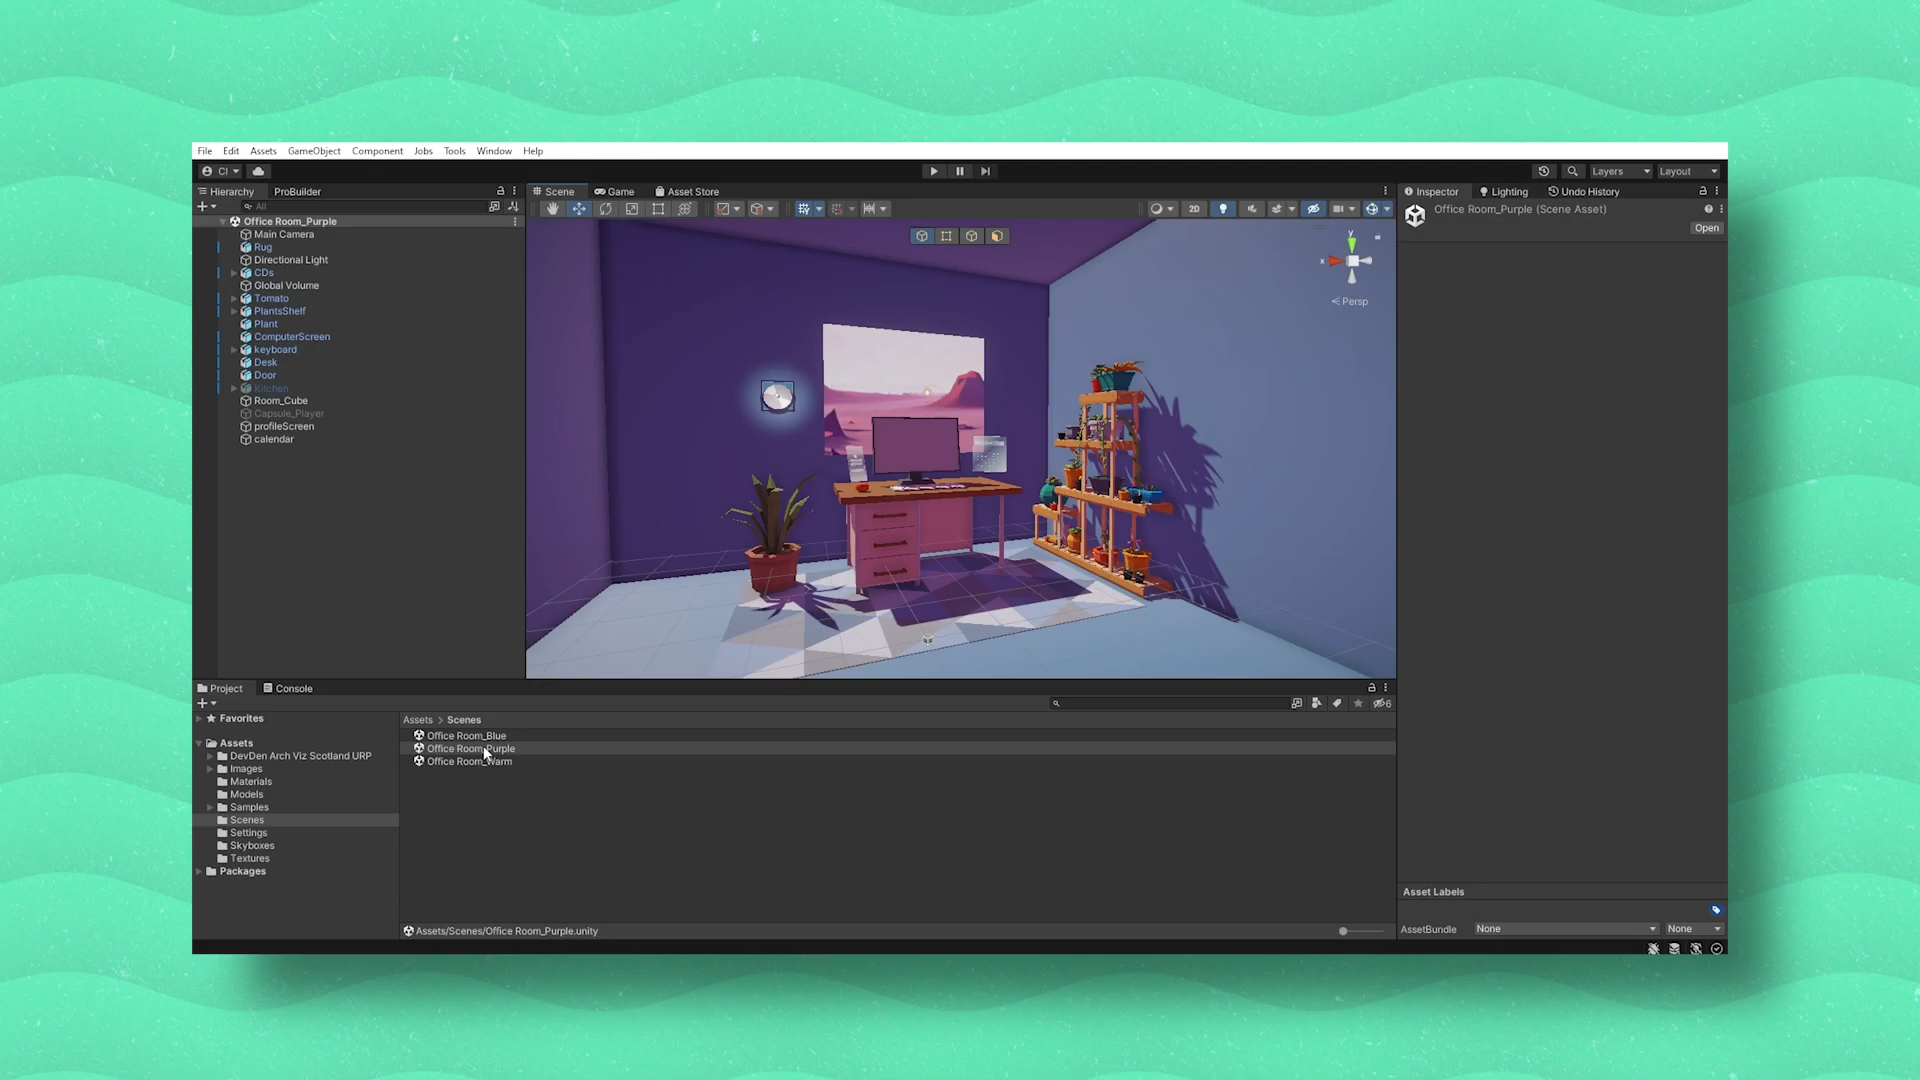 File Edit Assets GameObject Component Jobs Tools Window Help
CI Layers Layout
Hierarchy ProBuilder Scene Game Asset Store Inspector Lighting Undo History
All 2D Office Room_Purple (Scene Asset)
Open
Office Room_Purple
Main Camera
Rug
Directional Light
CDs
Global Volume
Tomato
PlantsShelf
Plant
ComputerScreen
keyboard
Desk
Door
Kitchen
Room_Cube
Capsule_Player
profileScreen
calendar
y
x
Persp
Project Console
6
Favorites
Assets
DevDen Arch Viz Scotland URP
Images
Materials
Models
Samples
Scenes
Settings
Skyboxes
Textures
Packages
Assets > Scenes
Office Room_Blue
Office Room_Purple
Office Room_Warm
Assets/Scenes/Office Room_Purple.unity
Asset Labels
AssetBundle None None